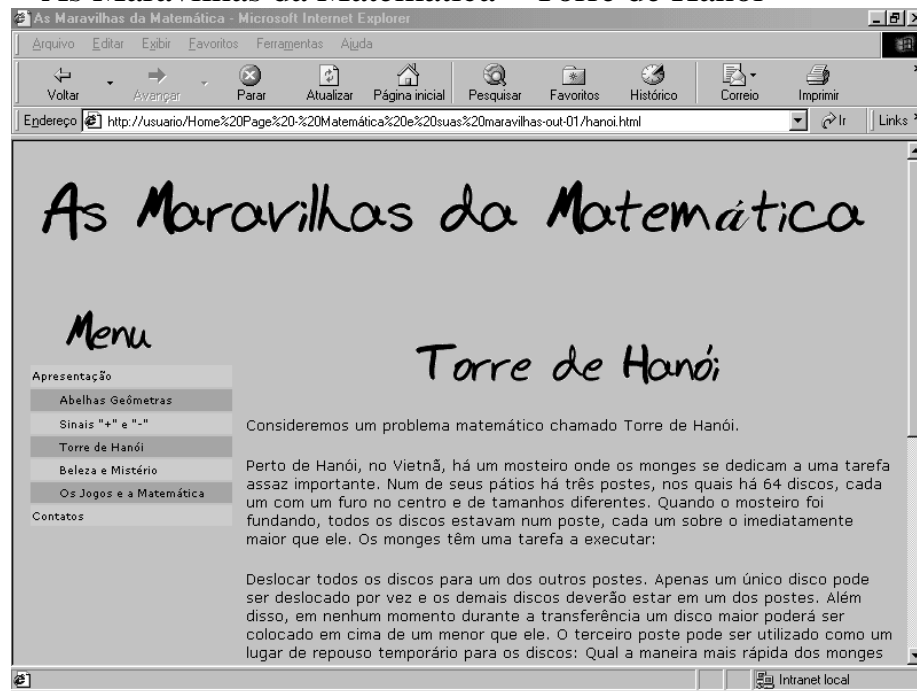 As Maravilhas da Matemática - Microsoft Internet Explorer
Arquivo Editar Exibir Favoritos Ferramentas Ajuda
Voltar Avançar Parar Atualizar Página inicial Pesquisar Favoritos Histórico Correio Imprimir
Endereço http://usuario/Home%20Page%20-%20Matemática%20e%20suas%20maravilhas-out-01/hanoi.html Ir Links
As Maravilhas da Matemática
Menu
Apresentação
Abelhas Geômetras
Sinais "+" e "-"
Torre de Hanói
Beleza e Mistério
Os Jogos e a Matemática
Contatos
Torre de Hanói
Consideremos um problema matemático chamado Torre de Hanói.
Perto de Hanói, no Vietnã, há um mosteiro onde os monges se dedicam a uma tarefa
assaz importante. Num de seus pátios há três postes, nos quais há 64 discos, cada
um com um furo no centro e de tamanhos diferentes. Quando o mosteiro foi
fundando, todos os discos estavam num poste, cada um sobre o imediatamente
maior que ele. Os monges têm uma tarefa a executar:
Deslocar todos os discos para um dos outros postes. Apenas um único disco pode
ser deslocado por vez e os demais discos deverão estar em um dos postes. Além
disso, em nenhum momento durante a transferência um disco maior poderá ser
colocado em cima de um menor que ele. O terceiro poste pode ser utilizado como um
lugar de repouso temporário para os discos: Qual a maneira mais rápida dos monges
Intranet local